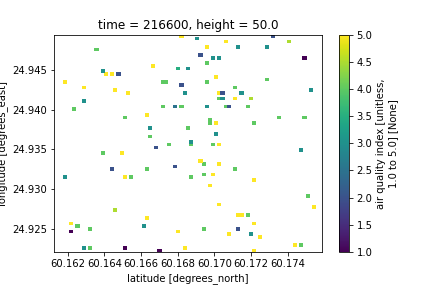 time = 216600, height = 50.0
24.945
24.940
24.935
24.930
24.925
longitude [degrees_east]
60.162 60.164 60.166 60.168 60.170 60.172 60.174
latitude [degrees_north]
5.0
4.5
4.0
3.5
3.0
2.5
2.0
1.5
1.0
air quality index [unitless,
1.0 to 5.0] [None]